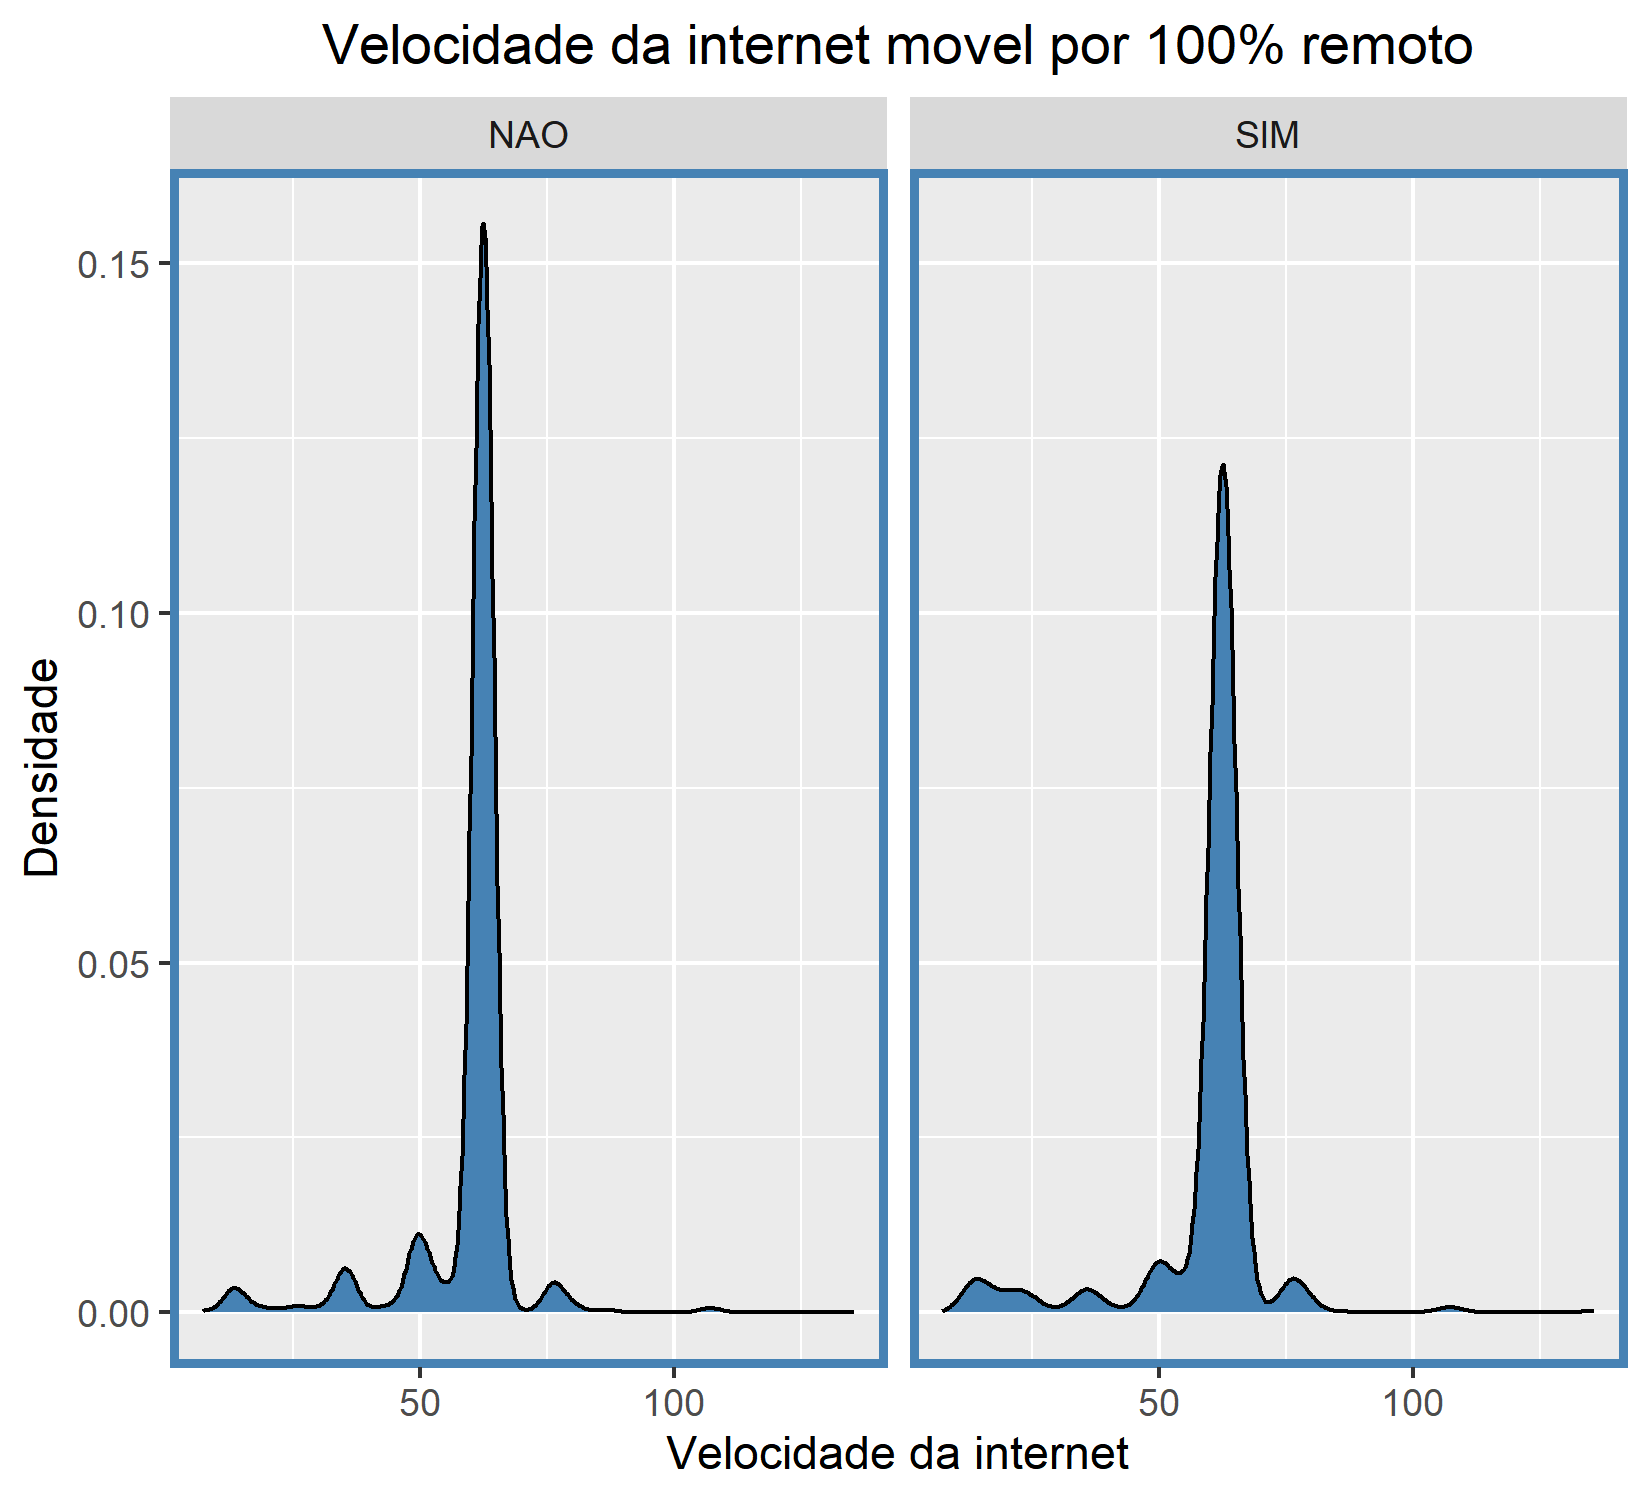 Velocidade da internet movel por 100% remoto
NAO
SIM
0.15
0.10
0.05
0.00
Densidade
50
100
50
100
Velocidade da internet